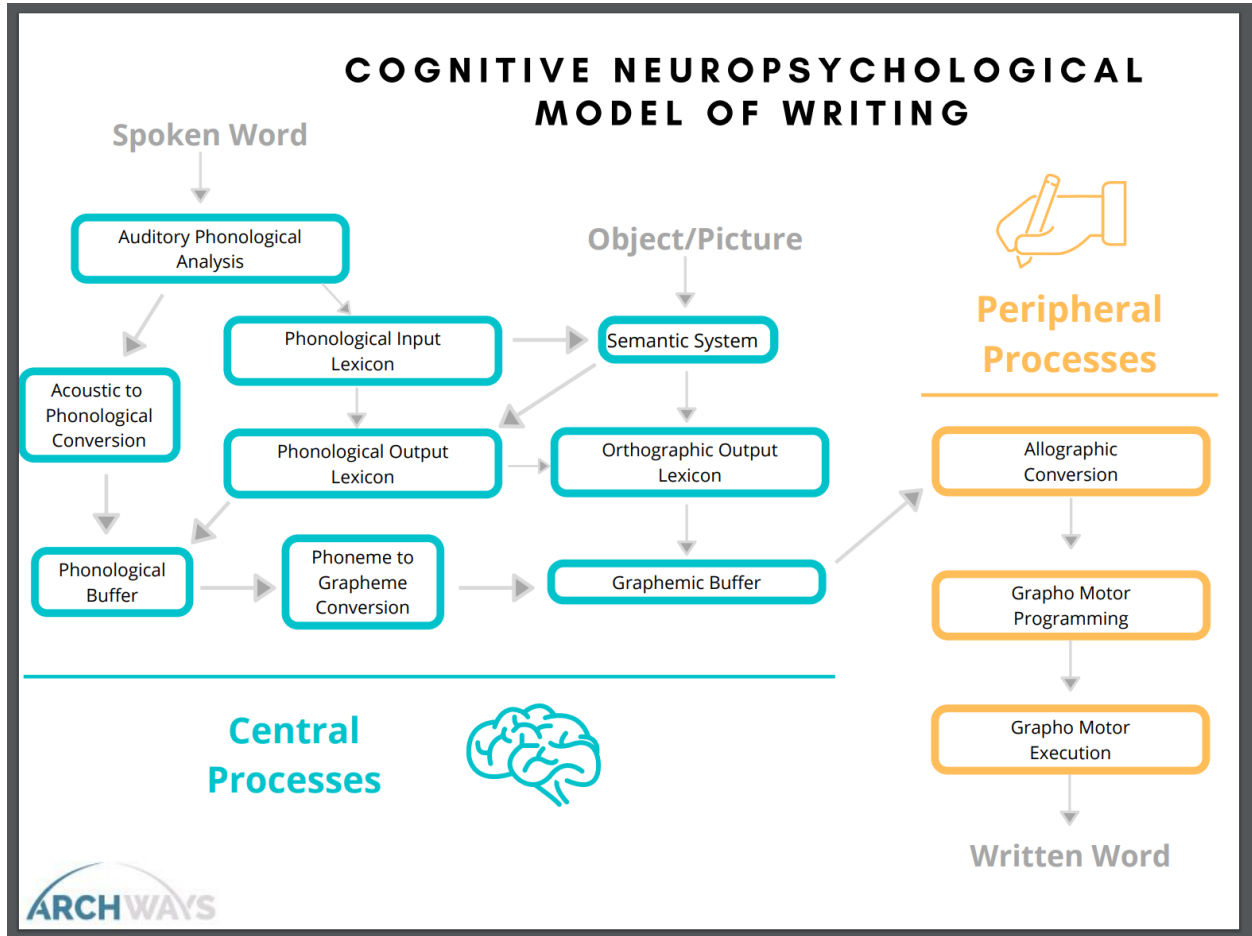 COGNITIVE NEUROPSYCHOLOGICAL
MODEL OF WRITING
Spoken Word
Auditory Phonological
Analysis
Object/Picture
Phonological Input
Lexicon
Semantic System
Acoustic to
Phonological
Conversion
Phonological Output
Lexicon
Orthographic Output
Lexicon
Phonological
Buffer
Phoneme to
Grapheme
Conversion
Graphemic Buffer
Central
Processes
Peripheral
Processes
Allographic
Conversion
Grapho Motor
Programming
Grapho Motor
Execution
Written Word
ARCHWAYS